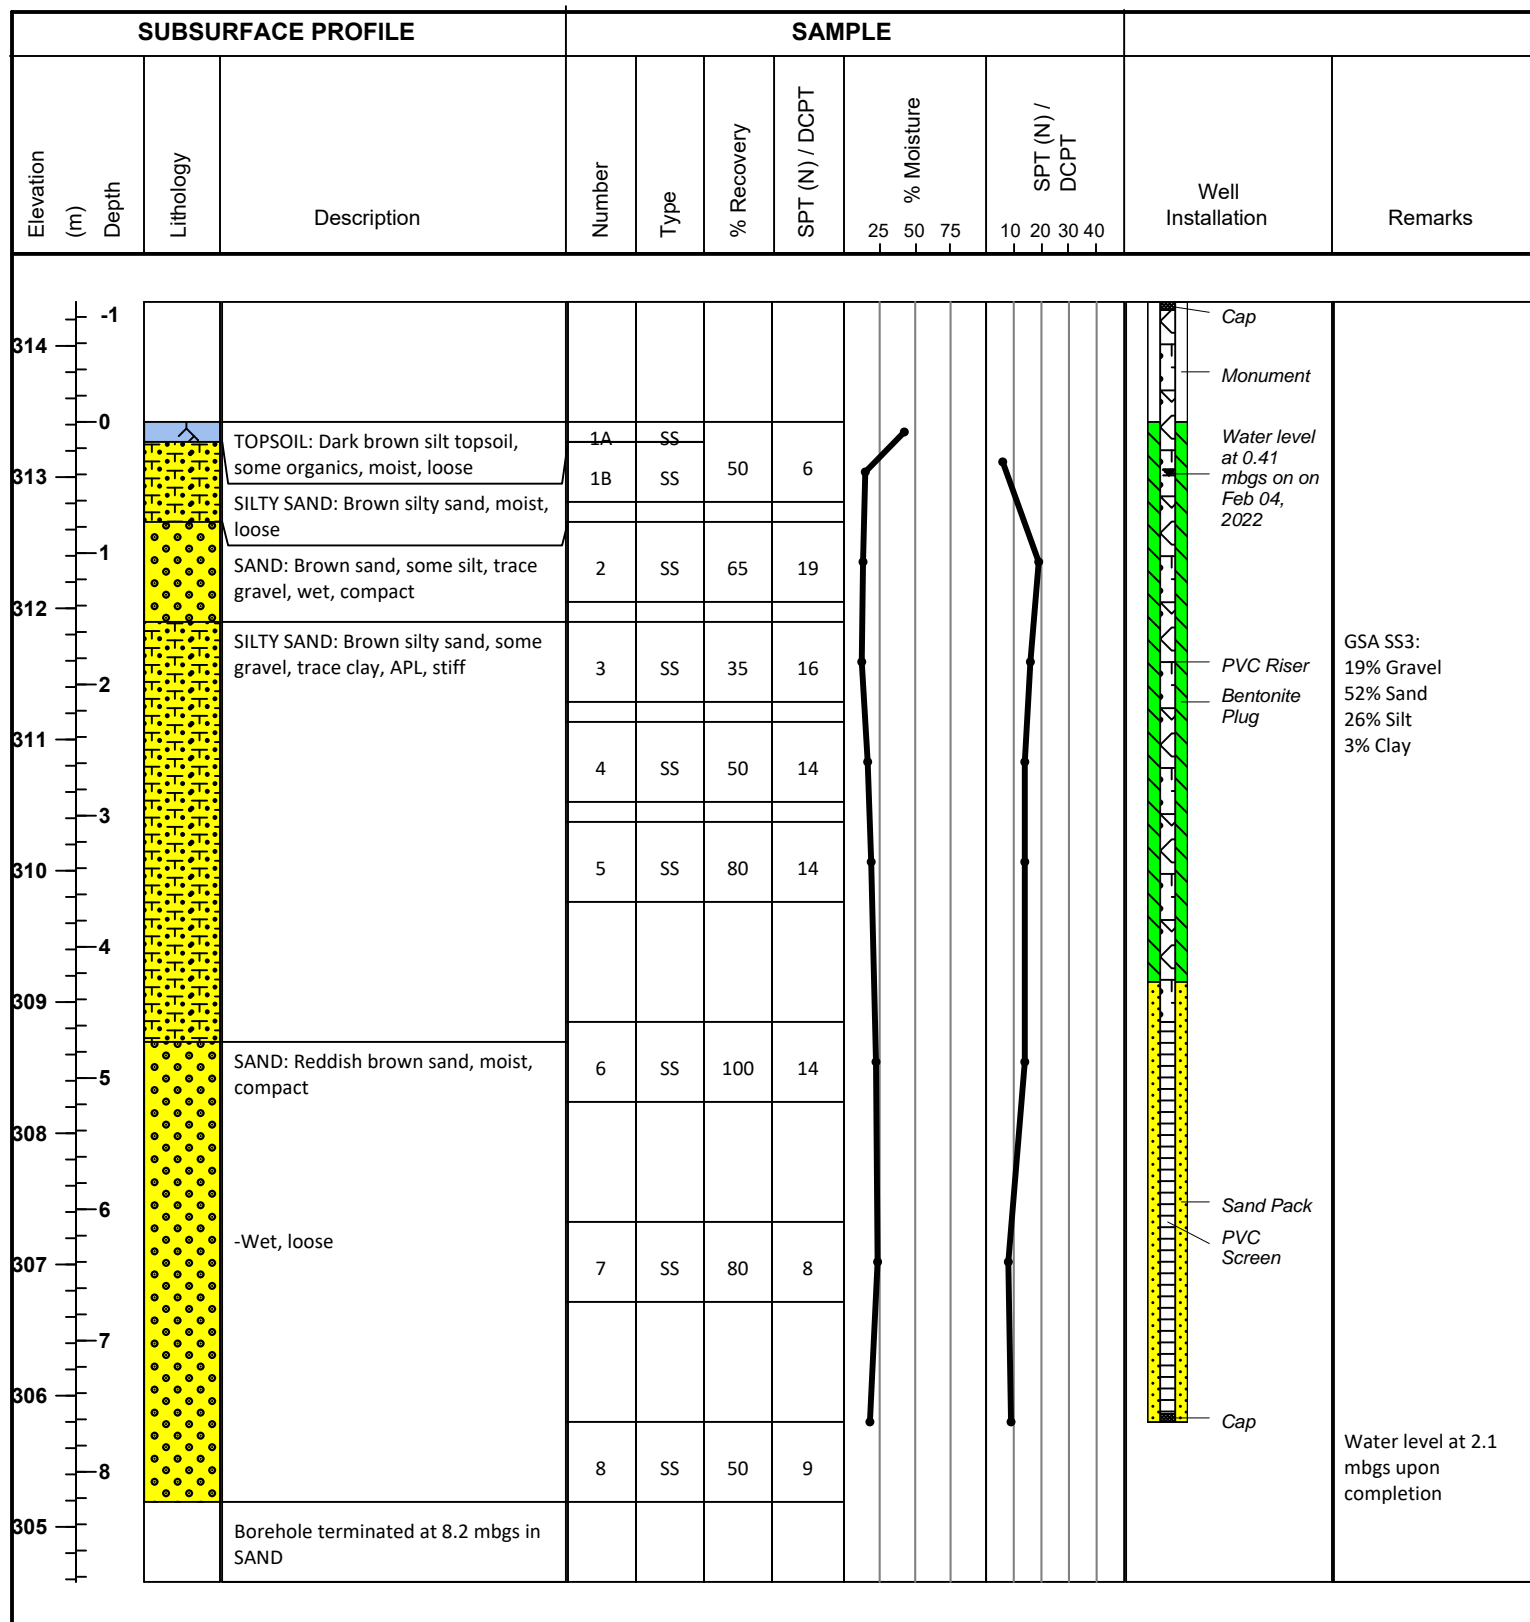 SUBSURFACE PROFILE
SAMPLE
Elevation
(m)
Depth
Lithology
Description
Number
Type
% Recovery
SPT (N) / DCPT
% Moisture
25 50 75
SPT (N) /
DCPT
10 20 30 40
Well
Installation
Remarks
-1
314
0
313
1
312
2
311
3
310
4
309
5
308
6
307
7
306
8
305
TOPSOIL: Dark brown silt topsoil,
some organics, moist, loose
SILTY SAND: Brown silty sand, moist,
loose
SAND: Brown sand, some silt, trace
gravel, wet, compact
SILTY SAND: Brown silty sand, some
gravel, trace clay, APL, stiff
SAND: Reddish brown sand, moist,
compact
-Wet, loose
Borehole terminated at 8.2 mbgs in
SAND
1A SS
1B SS 50 6
2 SS 65 19
3 SS 35 16
4 SS 50 14
5 SS 80 14
6 SS 100 14
7 SS 80 8
8 SS 50 9
Cap
Monument
Water level
at 0.41
mbgs on on
Feb 04,
2022
PVC Riser
Bentonite
Plug
Sand Pack
PVC
Screen
Cap
GSA SS3:
19% Gravel
52% Sand
26% Silt
3% Clay
Water level at 2.1
mbgs upon
completion